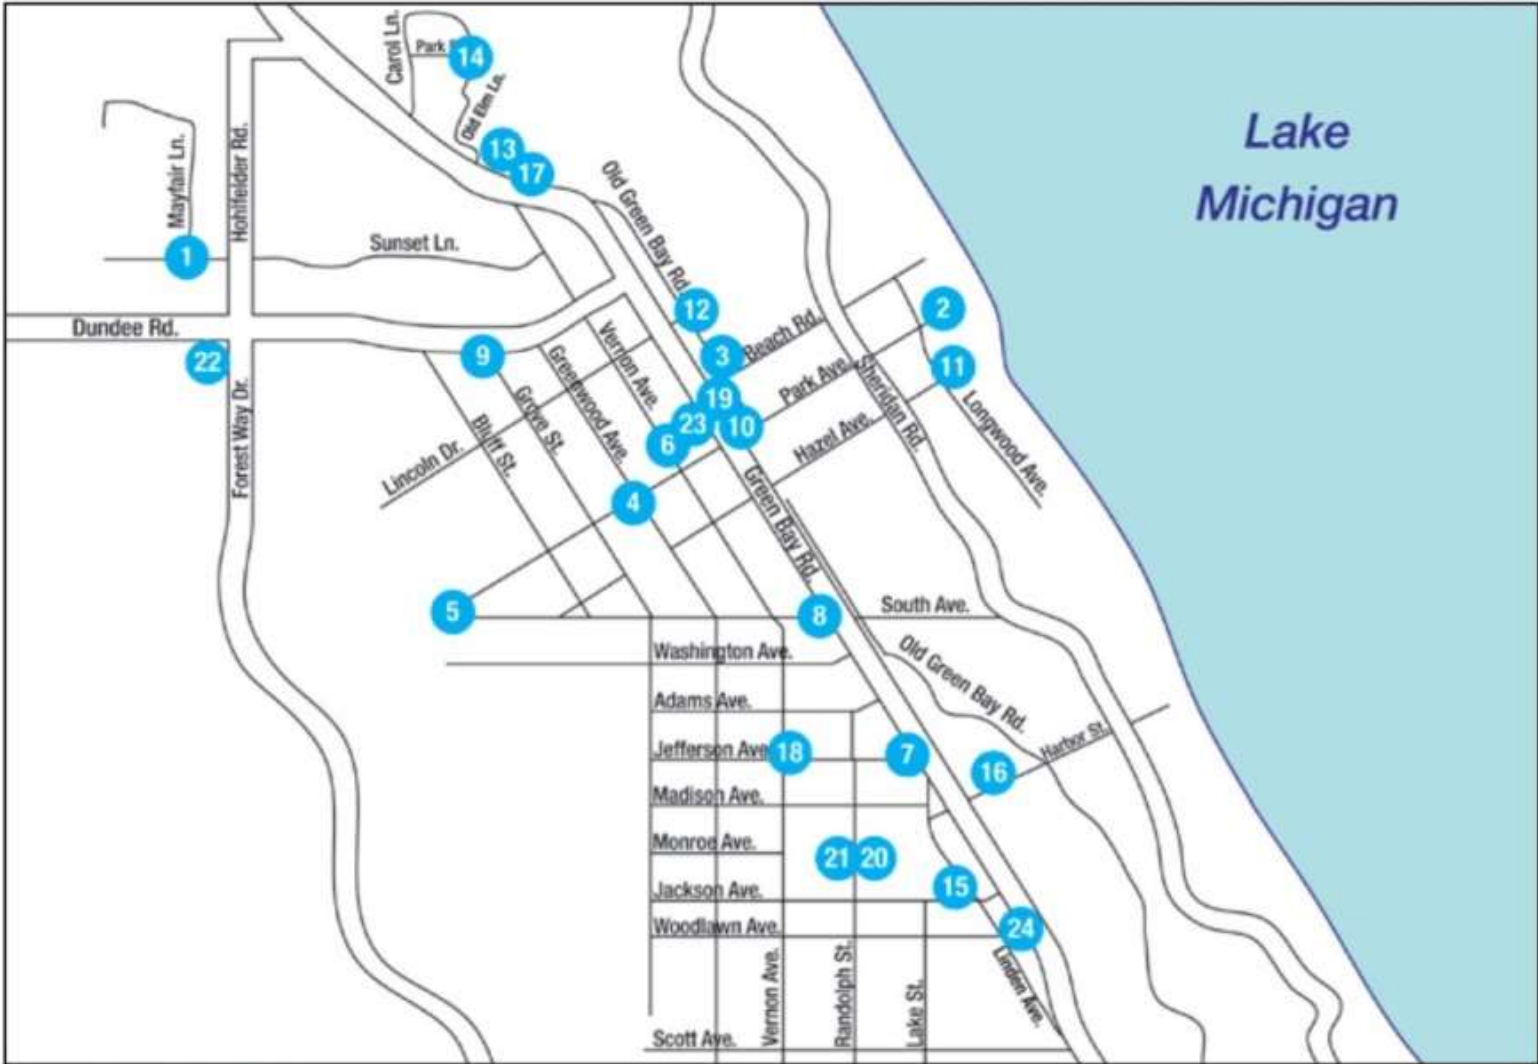 Carol Ln.
Park
14
Old Elm Ln.
13
17
Lake
Michigan
Mayfair Ln.
Hohlfelder Rd.
Old Green Bay Rd.
1
Sunset Ln.
12
2
Dundee Rd.
22
9
Vernon Ave.
3
Beach Rd.
11
Greenwood Ave.
19
Park Ave.
Sheridan Rd.
Longwood Ave.
Forest Way Dr.
Grove St.
23
10
6
Hazel Ave.
Lincoln Dr.
Bluff St.
4
Green Bay Rd.
5
8
South Ave.
Washington Ave.
Old Green Bay Rd.
Adams Ave.
Jefferson Ave
18
7
16
Harbor St.
Madison Ave.
Monroe Ave.
21
20
Jackson Ave.
15
Woodlawn Ave.
24
Vernon Ave.
Randolph St.
Lake St.
Linden Ave.
Scott Ave.